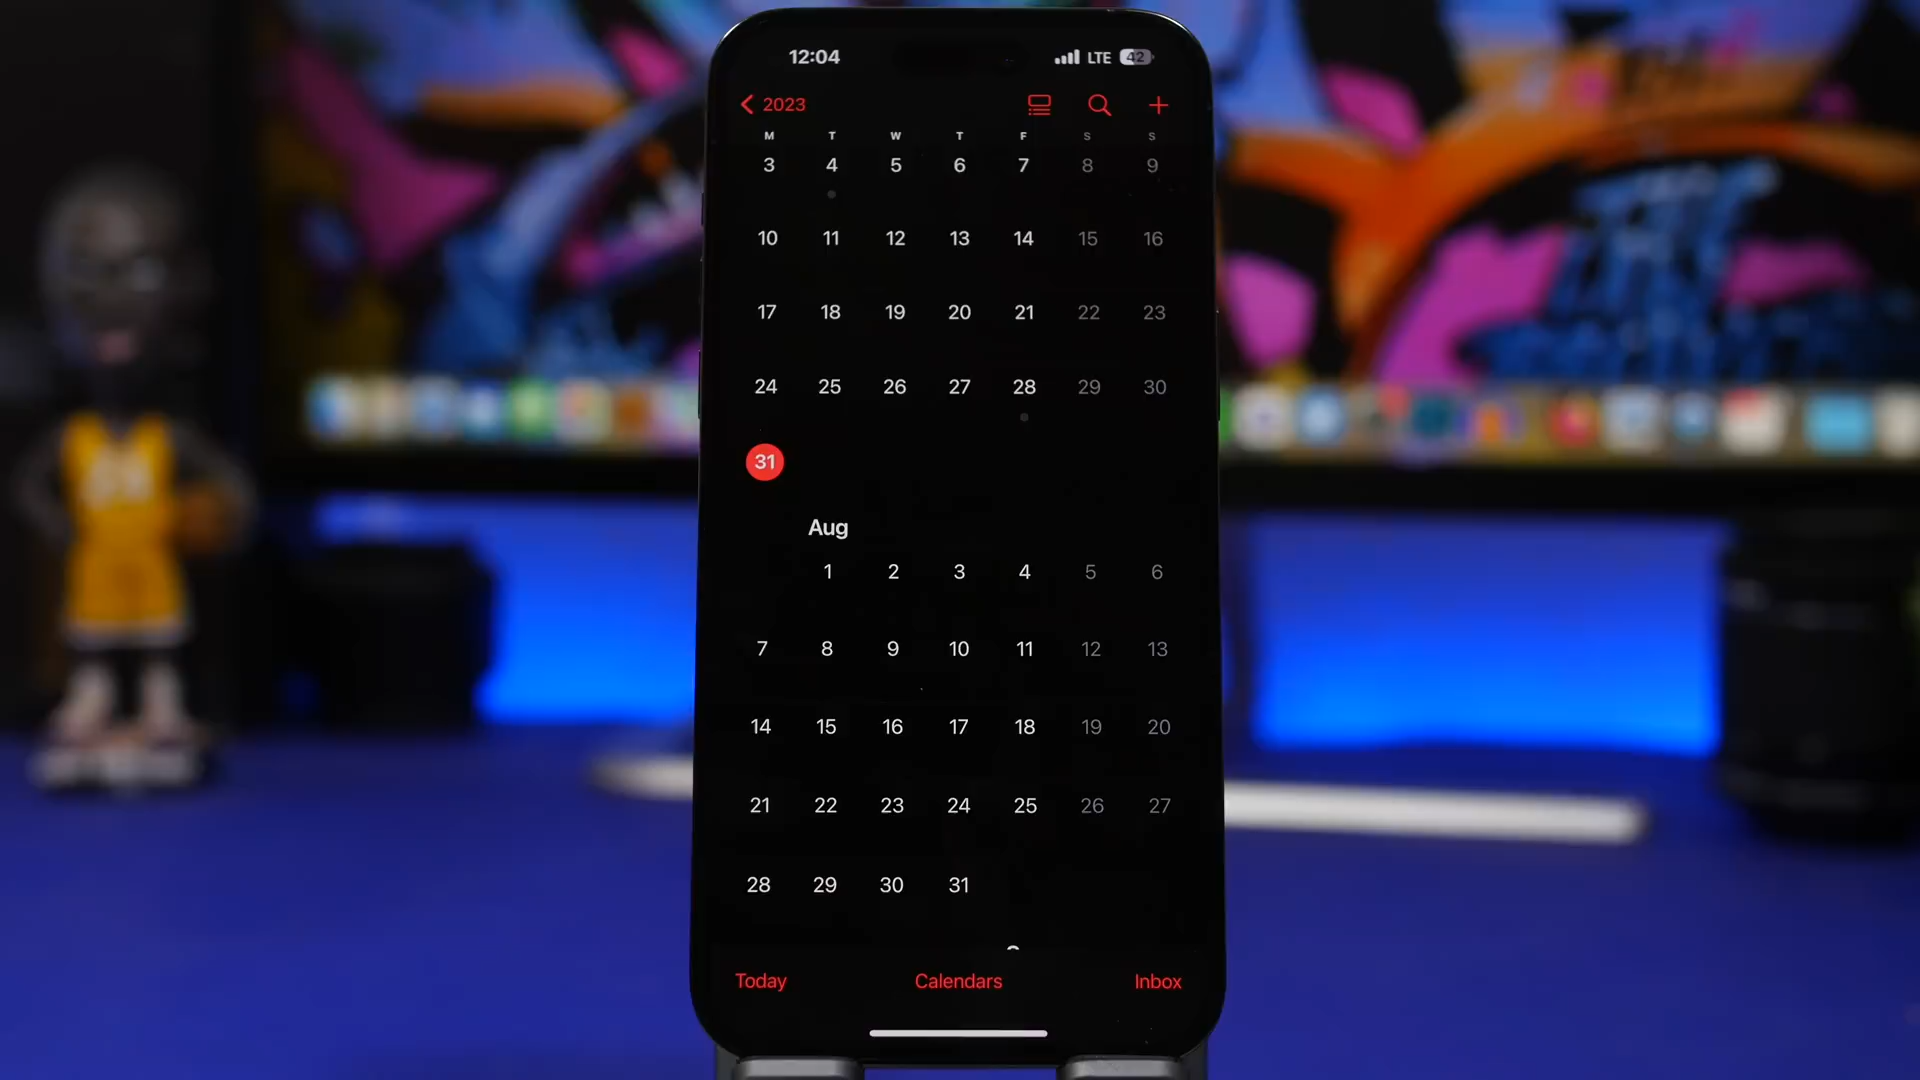 12:04 LTE 42
2023
M T W T F S S
3 4 5 6 7 8 9
10 11 12 13 14 15 16
17 18 19 20 21 22 23
24 25 26 27 28 29 30
31
Aug
1 2 3 4 5 6
7 8 9 10 11 12 13
14 15 16 17 18 19 20
21 22 23 24 25 26 27
28 29 30 31
Today Calendars Inbox